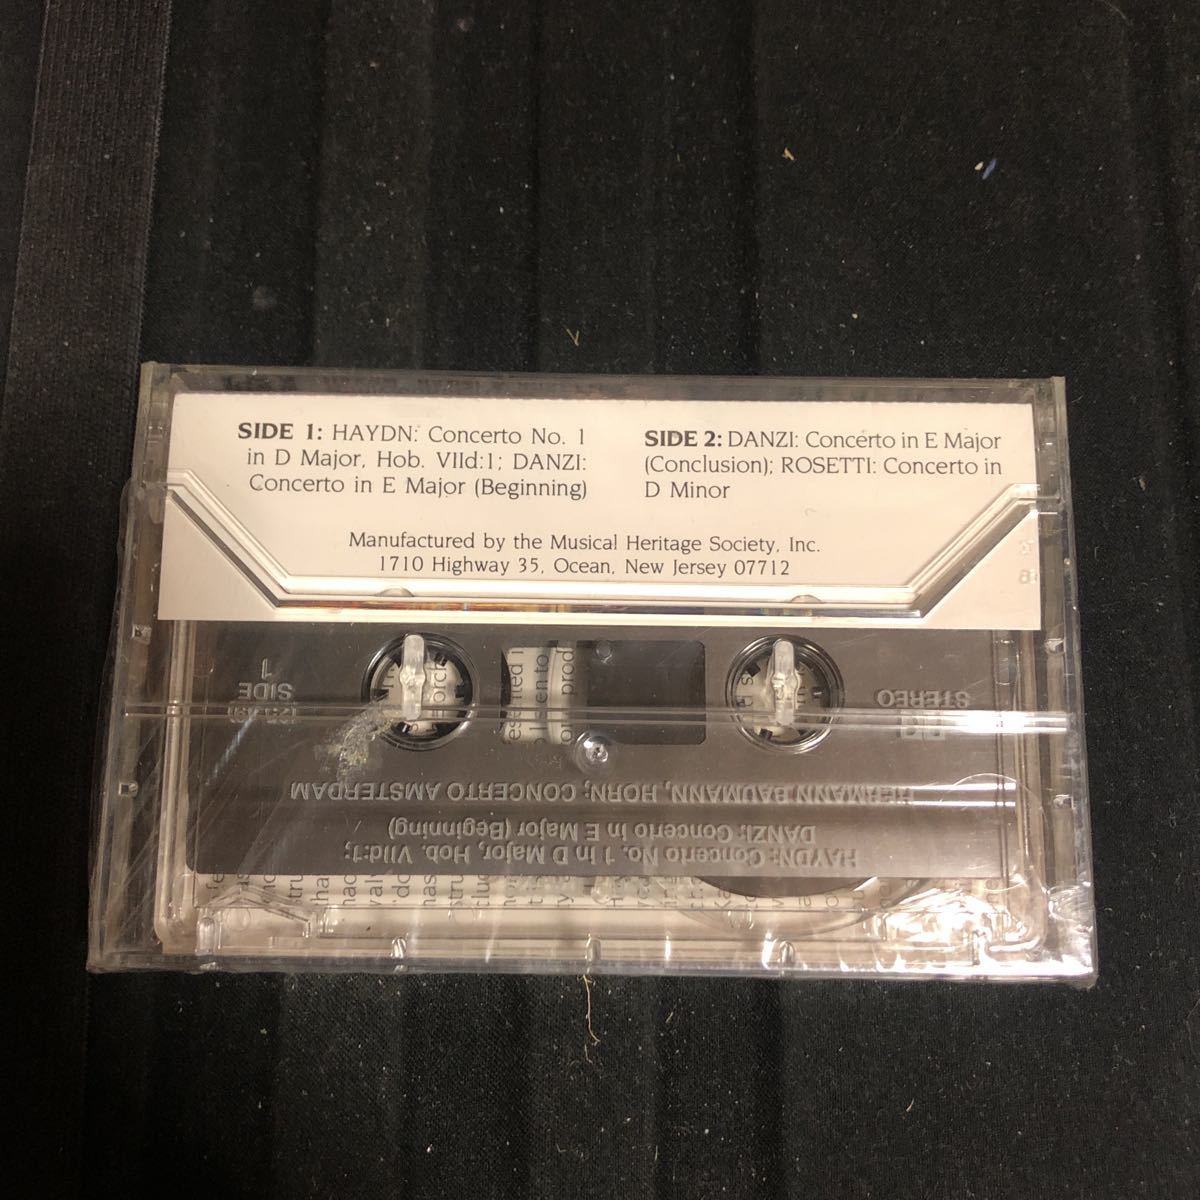 SIDE 1: HAYDN: Concerto No. 1
in D Major, Hob. VIId:1; DANZI:
Concerto in E Major (Beginning)
SIDE 2: DANZI: Concerto in E Major
(Conclusion); ROSETTI: Concerto in
D Minor
Manufactured by the Musical Heritage Society, Inc.
1710 Highway 35, Ocean, New Jersey 07712
HAYDN: Concerto No. 1 in D Major, Hob. VIId:1;
DANZI: Concerto in E Major (Beginning)
HERMANN BAUMANN, HORN; CONCERTO AMSTERDAM
STEREO
SIDE
1